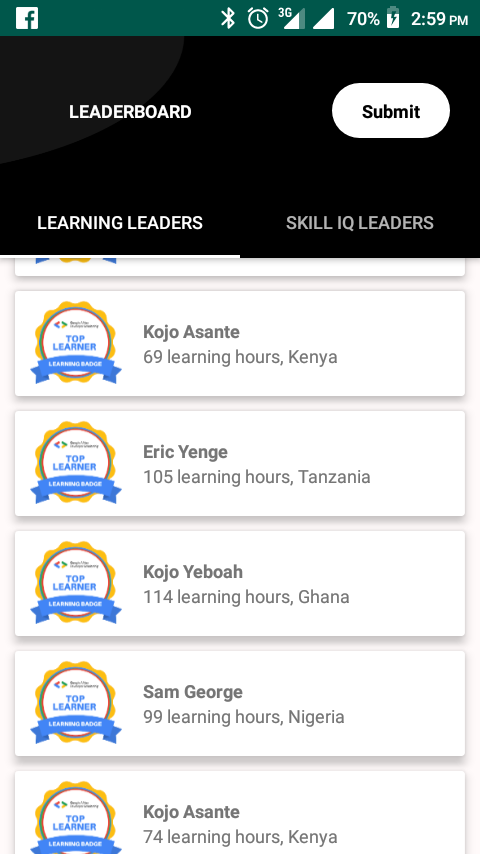 3G
70%
2:59 PM
LEADERBOARD
Submit
LEARNING LEADERS
SKILL IQ LEADERS
TOP
LEARNER
LEARNING BADGE
Kojo Asante
69 learning hours, Kenya
TOP
LEARNER
LEARNING BADGE
Eric Yenge
105 learning hours, Tanzania
TOP
LEARNER
LEARNING BADGE
Kojo Yeboah
114 learning hours, Ghana
TOP
LEARNER
LEARNING BADGE
Sam George
99 learning hours, Nigeria
TOP
LEARNER
Kojo Asante
74 learning hours, Kenya